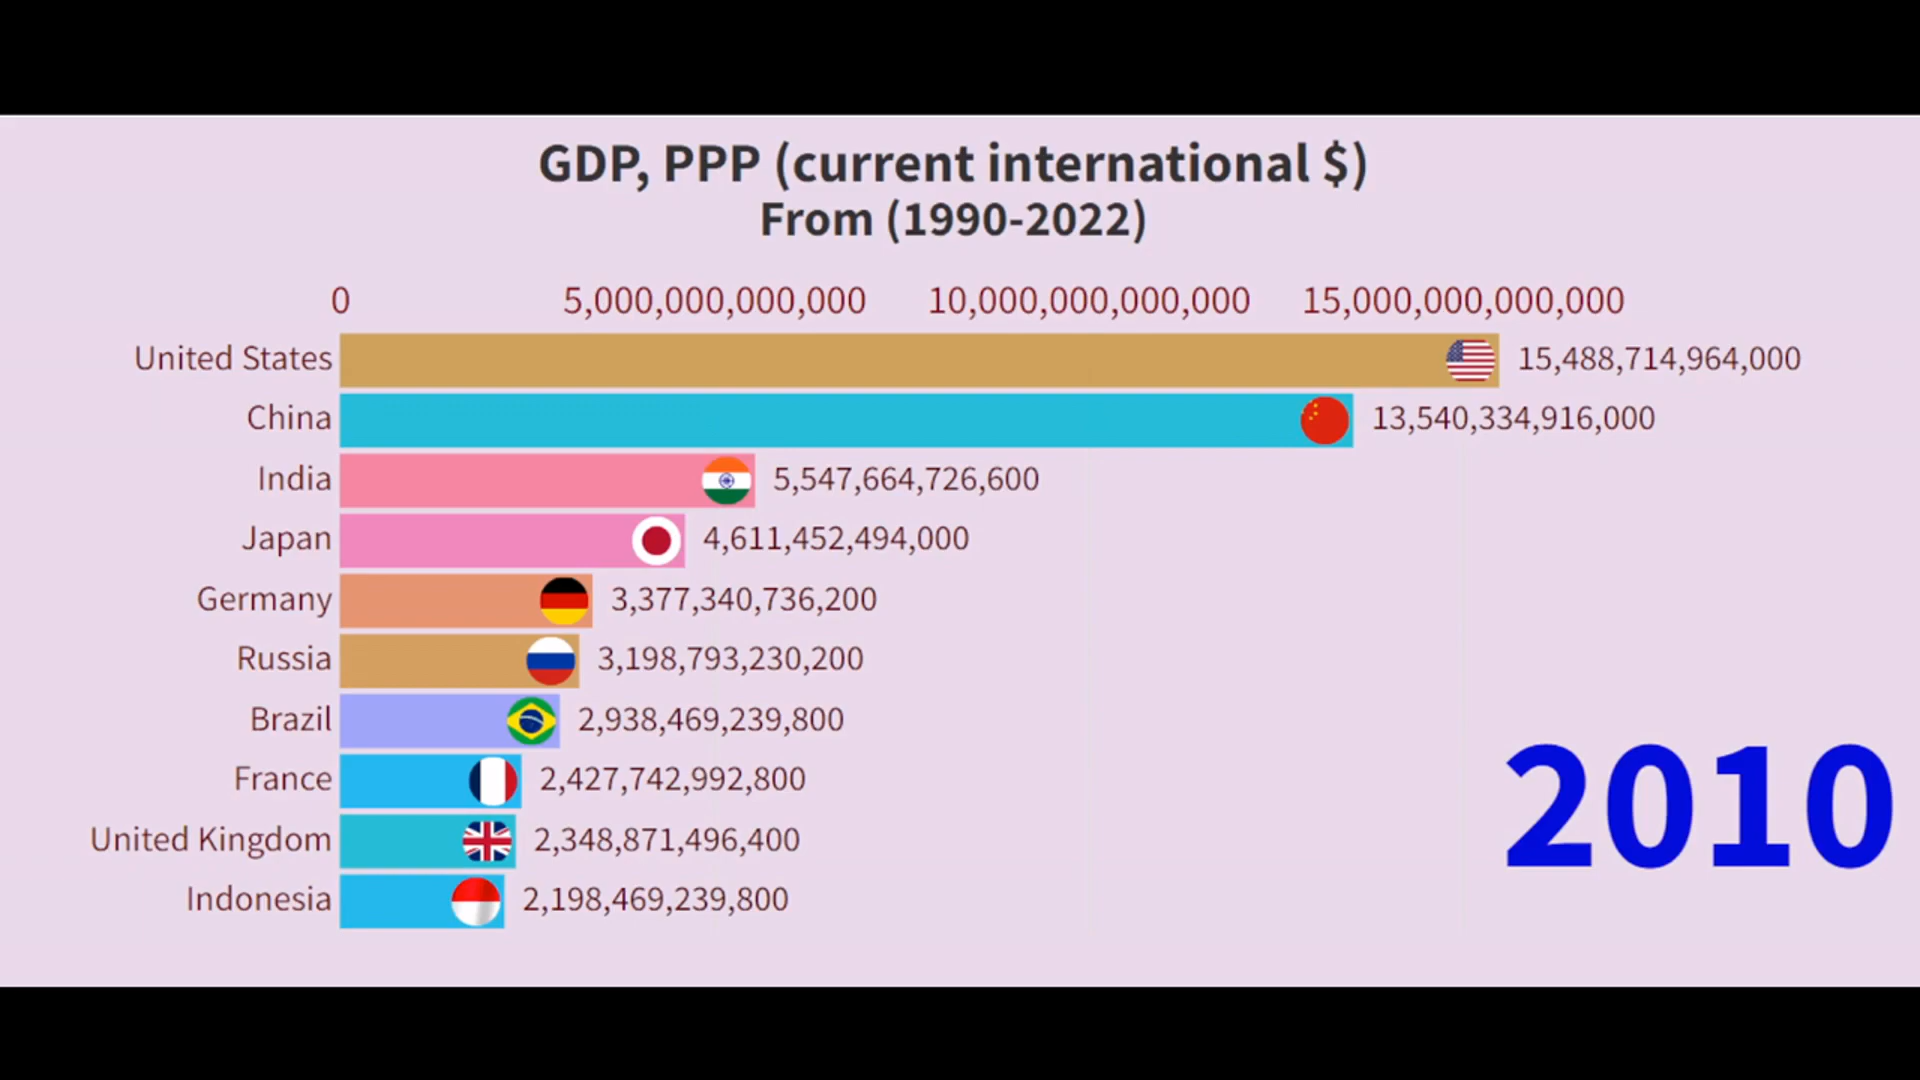 GDP, PPP (current international $)
From (1990-2022)
0 5,000,000,000,000 10,000,000,000,000 15,000,000,000,000
United States 15,488,714,964,000
China 13,540,334,916,000
India 5,547,664,726,600
Japan 4,611,452,494,000
Germany 3,377,340,736,200
Russia 3,198,793,230,200
Brazil 2,938,469,239,800
France 2,427,742,992,800
United Kingdom 2,348,871,496,400
Indonesia 2,198,469,239,800
2010